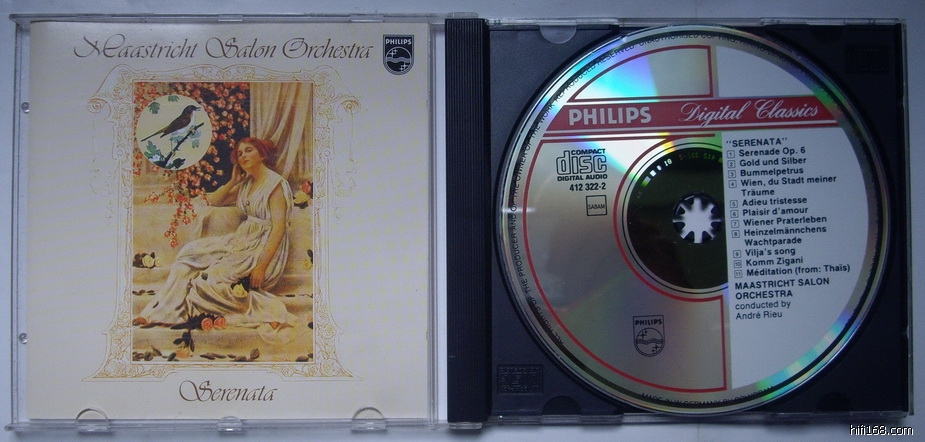 Maastricht Salon Orchestra
PHILIPS
Serenata
PHILIPS Digital Classics
COMPACT
disc
DIGITAL AUDIO
412 322-2
SABAM
PHILIPS
"SERENATA"
1 Serenade Op. 6
2 Gold und Silber
3 Bummelpetrus
4 Wien, du Stadt meiner
Träume
5 Adieu tristesse
6 Plaisir d'amour
7 Wiener Praterleben
8 Heinzelmännchens
Wachtparade
9 Vilja's song
10 Komm Zigani
11 Méditation (from: Thaïs)
MAASTRICHT SALON
ORCHESTRA
conducted by
André Rieu
hifi168.com